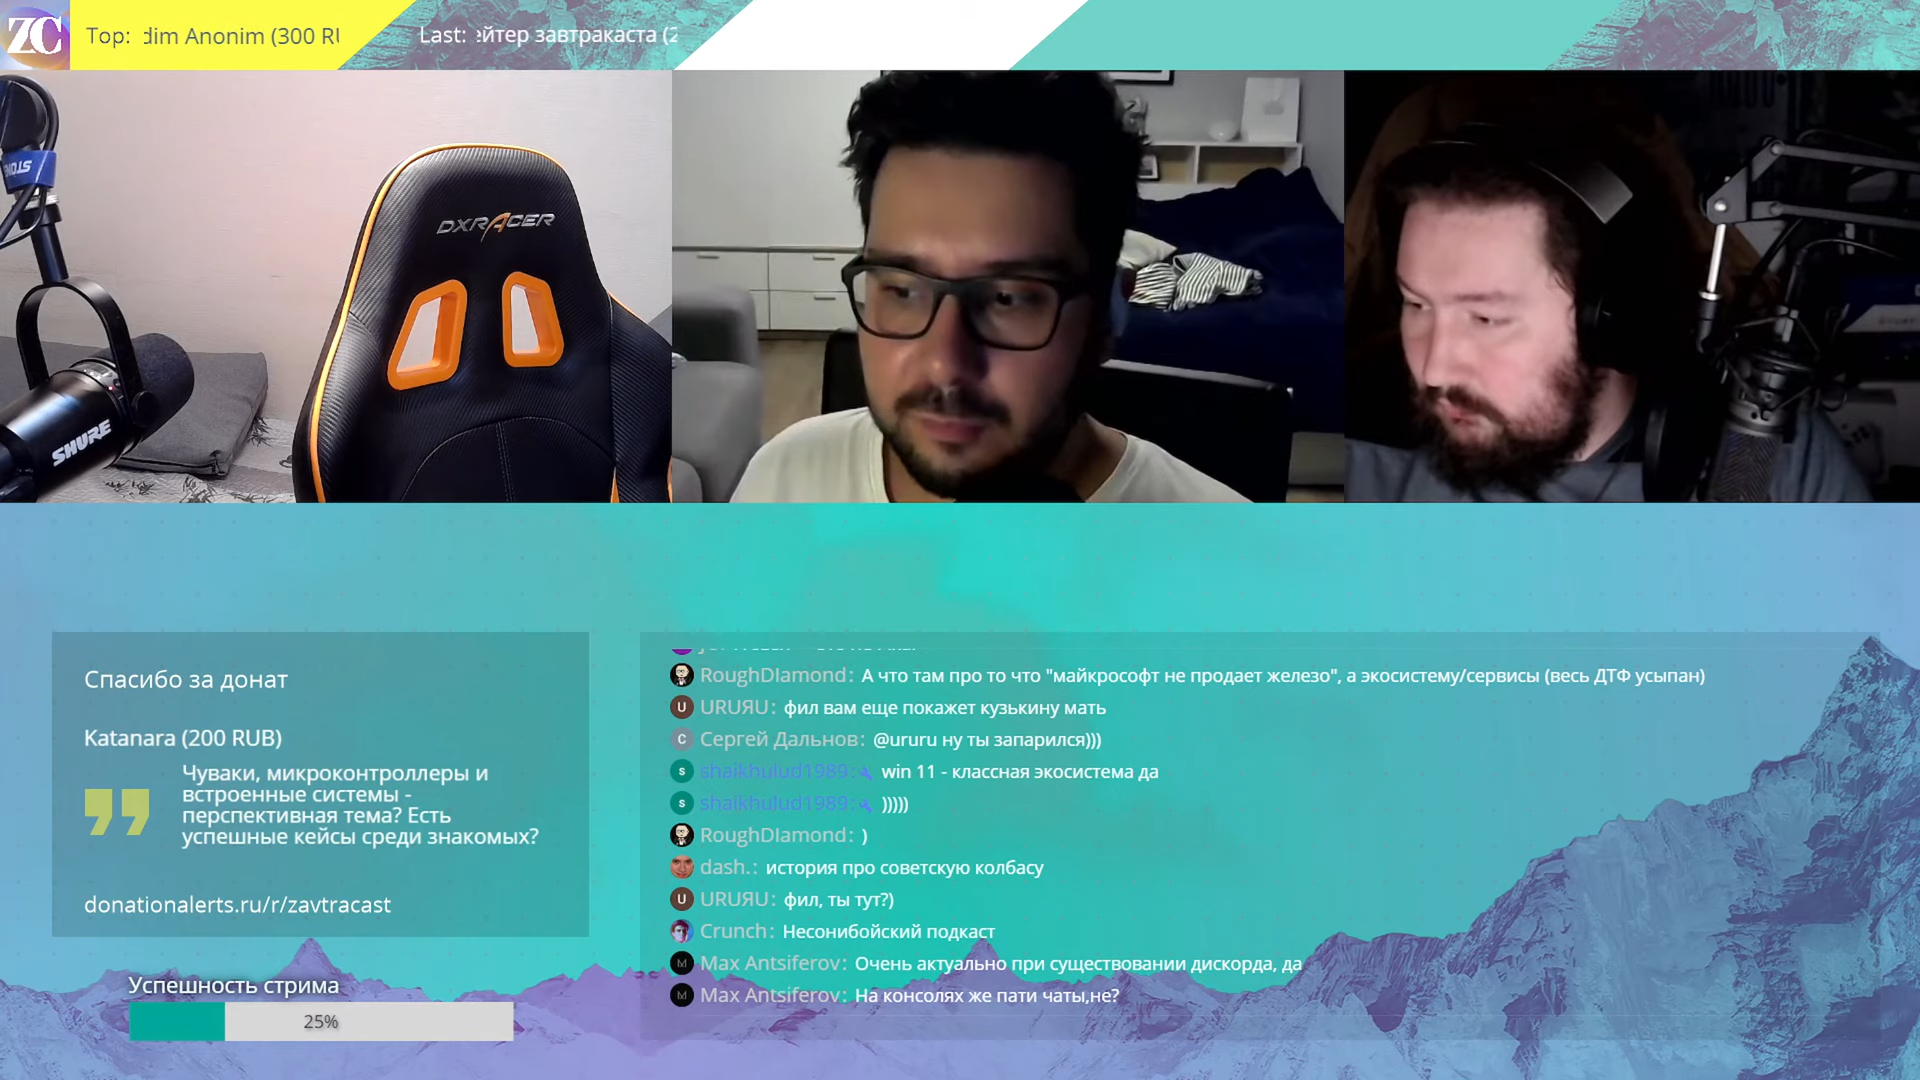 ZC
Top: dim Anonim (300 RU
Last: ейтер завтракаста (2
DXRACER
SHURE
Спасибо за донат
Katanara (200 RUB)
Чуваки, микроконтроллеры и
встроенные системы -
перспективная тема? Есть
успешные кейсы среди знакомых?
donationalerts.ru/r/zavtracast
Успешность стрима
25%
RoughDIamond: А что там про то что "майкрософт не продает железо", а экосистему/сервисы (весь ДТФ усыпан)
URUЯU: фил вам еще покажет кузькину мать
Сергей Дальнов: @ururu ну ты запарился)))
shaikhulud1989: win 11 - классная экосистема да
shaikhulud1989: )))))
RoughDIamond: )
dash.: история про советскую колбасу
URUЯU: фил, ты тут?)
Crunch: Несонибойский подкаст
Max Antsiferov: Очень актуально при существовании дискорда, да
Max Antsiferov: На консолях же пати чаты,не?